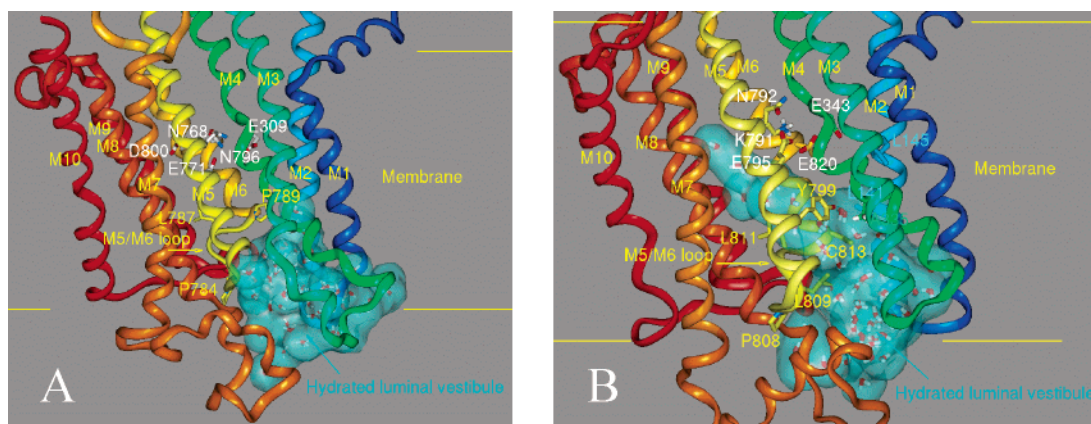 M4
M3
M9
M8
M10
N768
E309
D800
N796
E771
M7
M5
M6
M2
M1
P789
L787
Membrane
M5/M6 loop
P784
Hydrated luminal vestibule
A
M9
M5
M6
M4
M3
M2
M1
N792
E343
K791
L145
M10
M8
E795
E820
Membrane
M7
Y799
L141
L811
M5/M6 loop
C813
L809
P808
Hydrated luminal vestibule
B